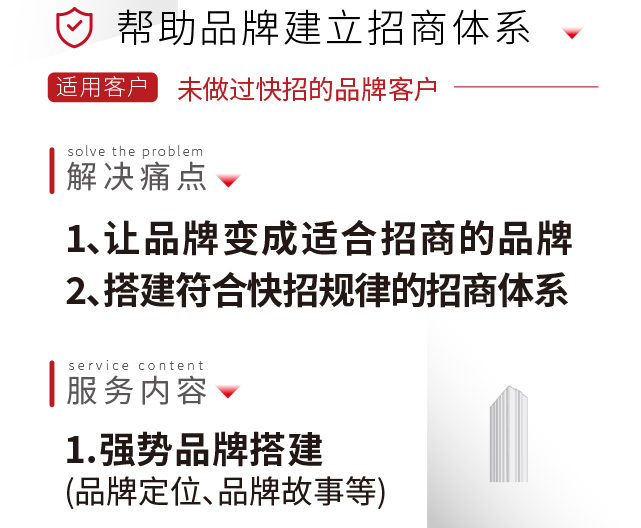 帮助品牌建立招商体系
适用客户 未做过快招的品牌客户
solve the problem
解决痛点
1、让品牌变成适合招商的品牌
2、搭建符合快招规律的招商体系
service content
服务内容
1.强势品牌搭建
(品牌定位、品牌故事等)